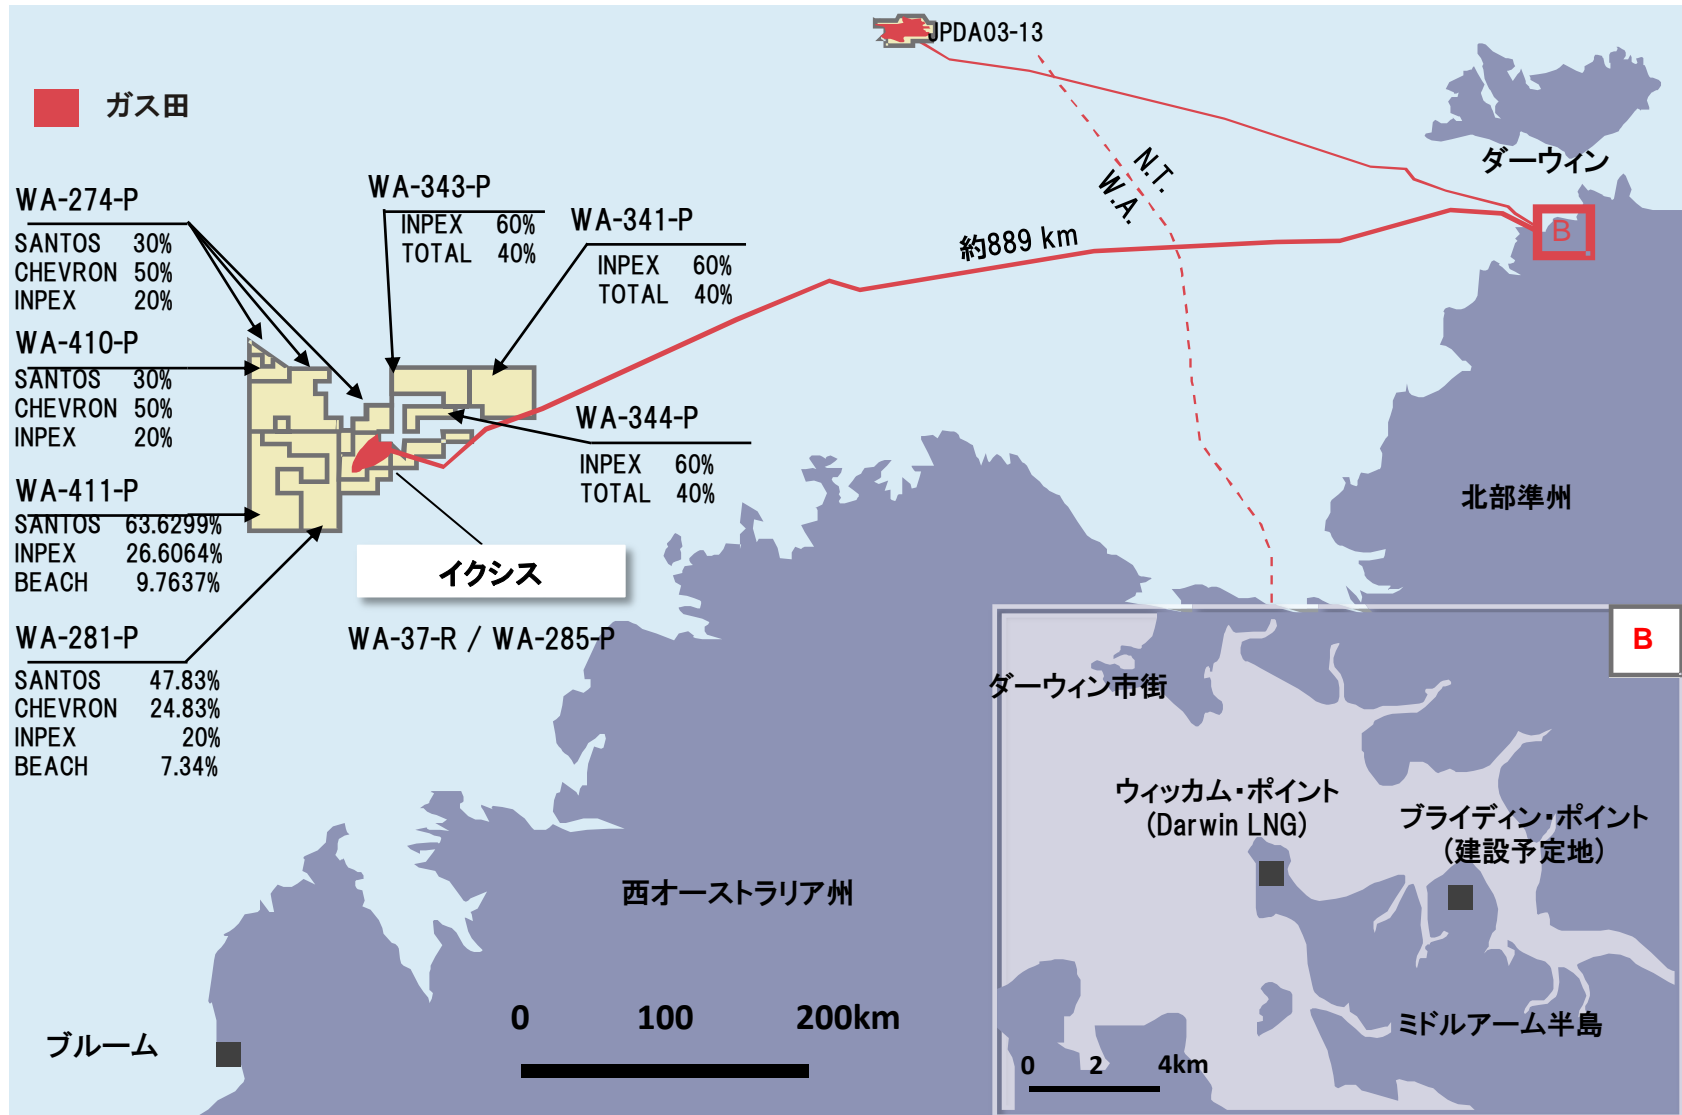 JPDA03-13
ガス田
ダーウィン
N.T.
W.A.
B
約889 km
WA-274-P
SANTOS 30%
CHEVRON 50%
INPEX 20%
WA-343-P
INPEX 60%
TOTAL 40%
WA-341-P
INPEX 60%
TOTAL 40%
WA-410-P
SANTOS 30%
CHEVRON 50%
INPEX 20%
WA-344-P
INPEX 60%
TOTAL 40%
WA-411-P
SANTOS 63.6299%
INPEX 26.6064%
BEACH 9.7637%
イクシス
WA-37-R / WA-285-P
WA-281-P
SANTOS 47.83%
CHEVRON 24.83%
INPEX 20%
BEACH 7.34%
北部準州
西オーストラリア州
ブルーム
0 100 200km
B
ダーウィン市街
ウィッカム・ポイント
(Darwin LNG)
ブライディン・ポイント
(建設予定地)
ミドルアーム半島
0 2 4km